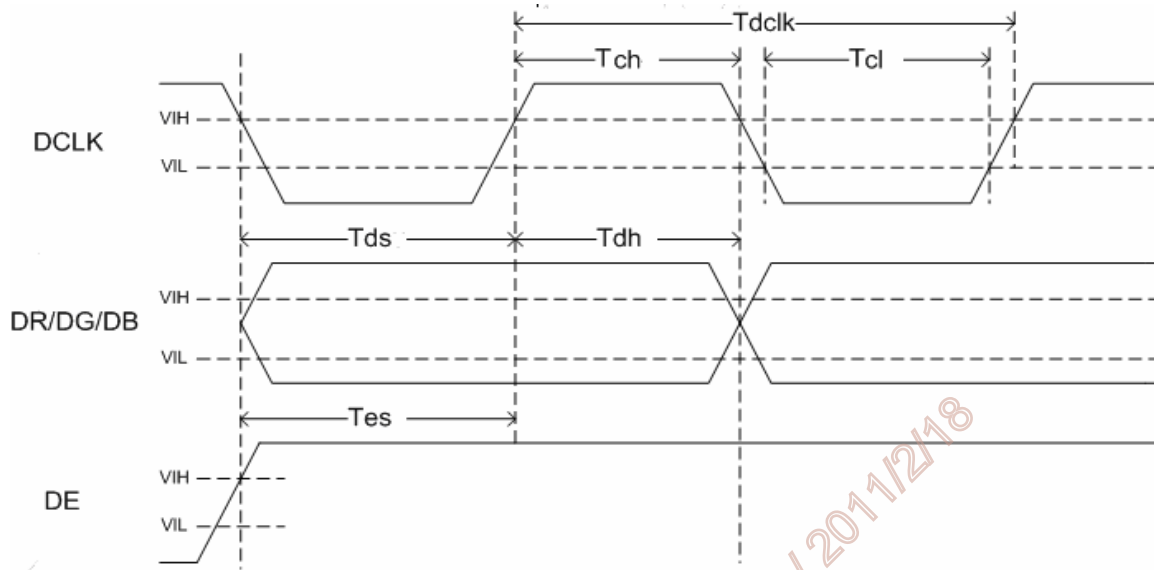 Tdclk
Tch
Tcl
VIH
DCLK
VIL
Tds
Tdh
VIH
DR/DG/DB
VIL
Tes
VIH
DE
VIL
/ 2011/2/18